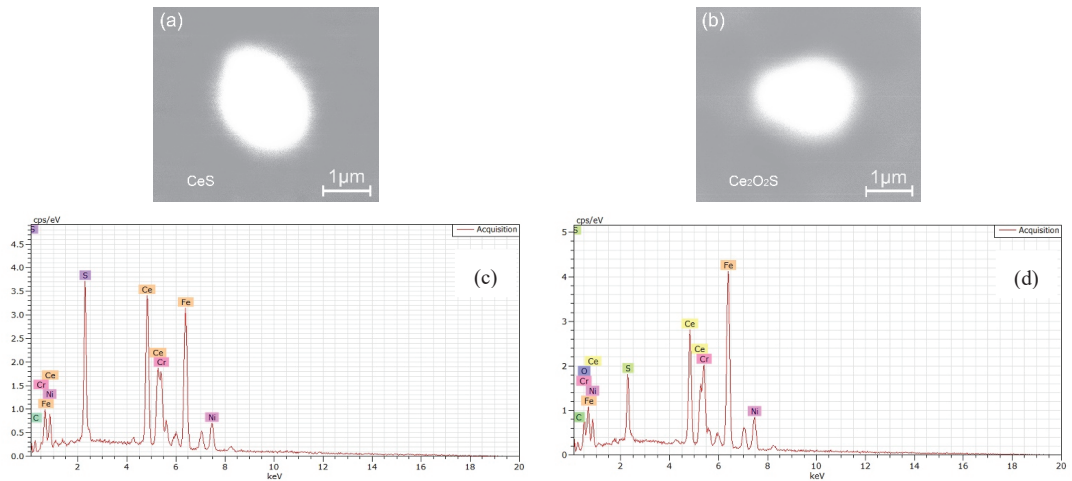 (a)
CeS
1μm
(b)
Ce₂O₂S
1μm
cps/eV
S
Acquisition
4.5
4.0
3.5
3.0
2.5
2.0
1.5
1.0
0.5
0.0
(c)
S
Ce
Fe
Ce
Cr
Ce
Cr
Ni
Fe
C
Ni
2 4 6 8 10 12 14 16 18 20
keV
cps/eV
S
Acquisition
5
4
3
2
1
0
(d)
Fe
Ce
Ce
Cr
S
Ce
O
Cr
Ni
Fe
C
Ni
2 4 6 8 10 12 14 16 18 20
keV